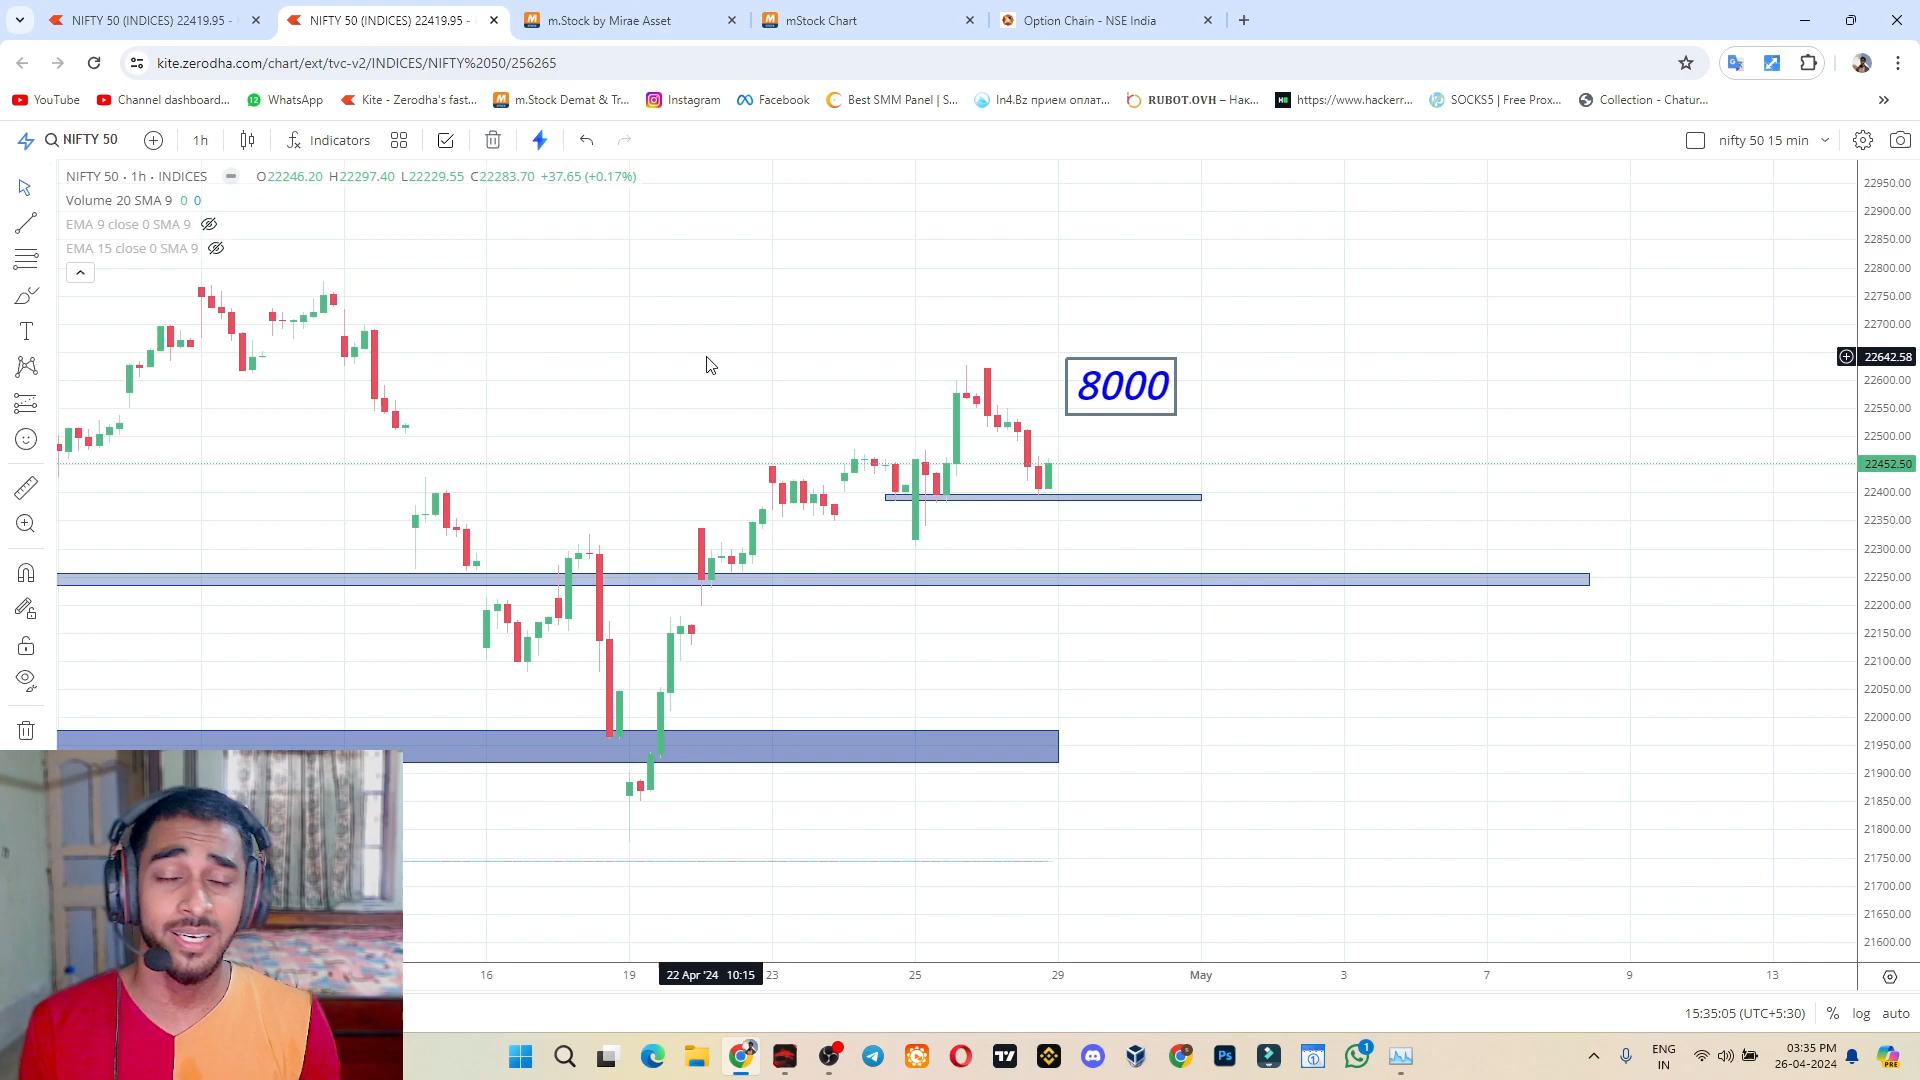 NIFTY 50 (INDICES) 22419.95 -
NIFTY 50 (INDICES) 22419.95 -
m.Stock by Mirae Asset
mStock Chart
Option Chain - NSE India
kite.zerodha.com/chart/ext/tvc-v2/INDICES/NIFTY%2050/256265
YouTube
Channel dashboard...
WhatsApp
Kite - Zerodha's fast...
m.Stock Demat & Tr...
Instagram
Facebook
Best SMM Panel | S...
In4.Bz прием оплат...
RUBOT.OVH – Нак...
https://www.hackerr...
SOCKS5 | Free Prox...
Collection - Chatur...
NIFTY 50
1h
Indicators
nifty 50 15 min
NIFTY 50 · 1h · INDICES O22246.20 H22297.40 L22229.55 C22283.70 +37.65 (+0.17%)
Volume 20 SMA 9 0 0
EMA 9 close 0 SMA 9
EMA 15 close 0 SMA 9
8000
22950.00
22900.00
22850.00
22800.00
22750.00
22700.00
22642.58
22600.00
22550.00
22500.00
22452.50
22400.00
22350.00
22300.00
22250.00
22200.00
22150.00
22100.00
22050.00
22000.00
21950.00
21900.00
21850.00
21800.00
21750.00
21700.00
21650.00
21600.00
16 19 22 Apr '24 10:15 23 25 29 May 3 7 9 13
15:35:05 (UTC+5:30) % log auto
ENG
IN
03:35 PM
26-04-2024
Ps
1
PRE